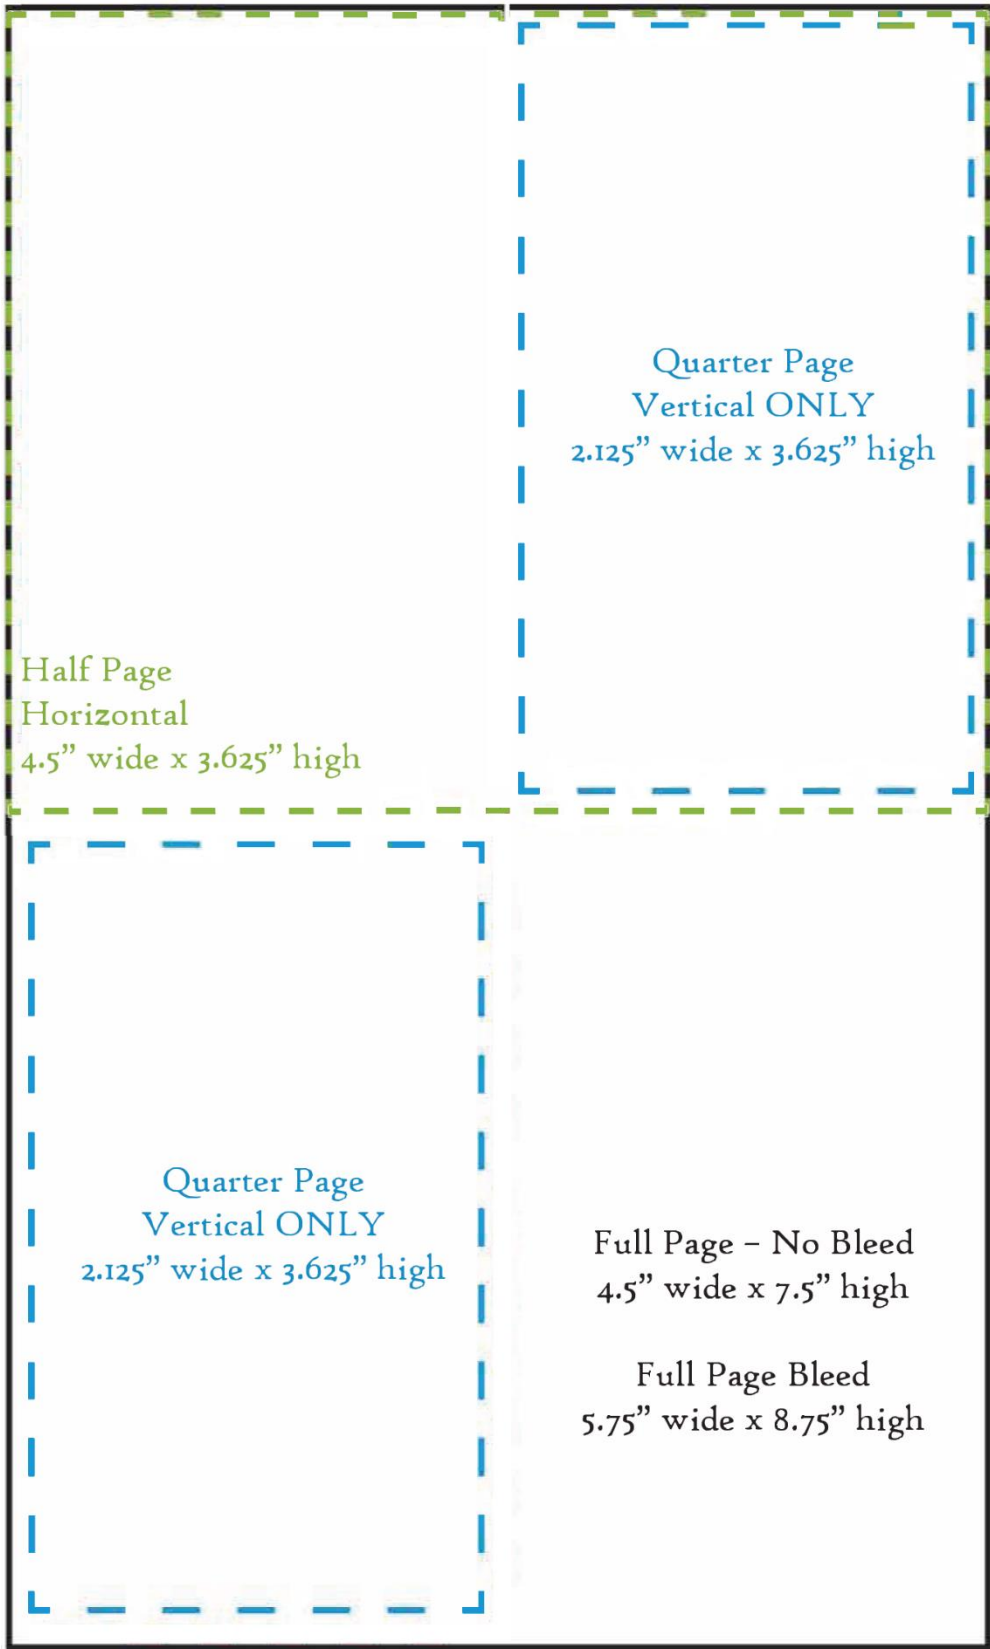 Quarter Page
Vertical ONLY
2.125” wide x 3.625” high
Half Page
Horizontal
4.5” wide x 3.625” high
Quarter Page
Vertical ONLY
2.125” wide x 3.625” high
Full Page – No Bleed
4.5” wide x 7.5” high
Full Page Bleed
5.75” wide x 8.75” high